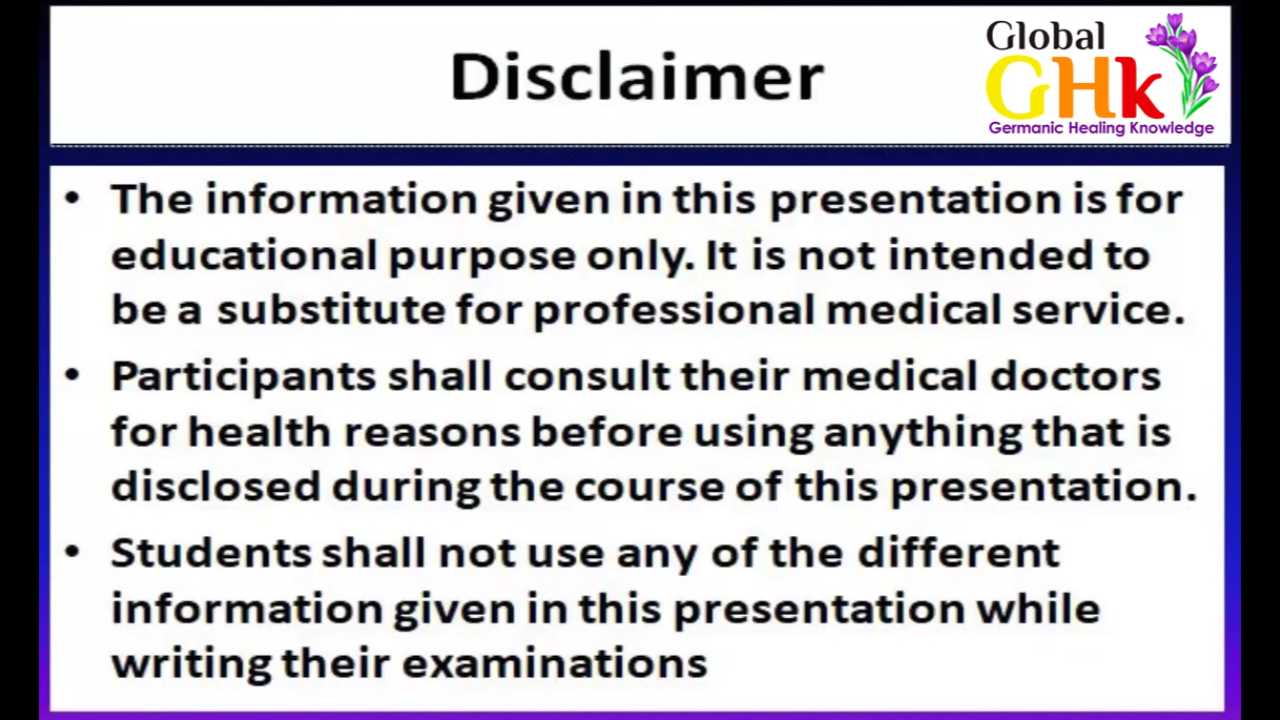 Disclaimer
Global
GHk
Germanic Healing Knowledge
• The information given in this presentation is for
educational purpose only. It is not intended to
be a substitute for professional medical service.
• Participants shall consult their medical doctors
for health reasons before using anything that is
disclosed during the course of this presentation.
• Students shall not use any of the different
information given in this presentation while
writing their examinations